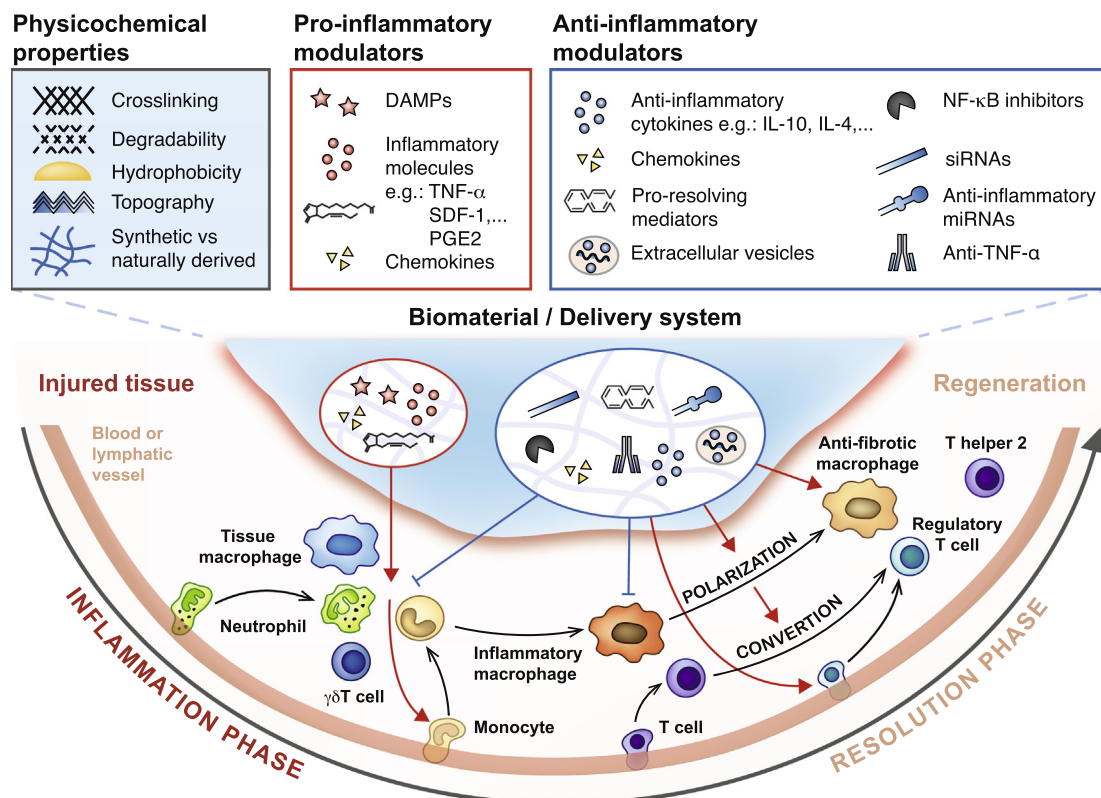 Physicochemical
properties
Crosslinking
Degradability
Hydrophobicity
Topography
Synthetic vs
naturally derived
Pro-inflammatory
modulators
DAMPs
Inflammatory
molecules
e.g.: TNF-α
SDF-1,...
PGE2
Chemokines
Anti-inflammatory
modulators
Anti-inflammatory
cytokines e.g.: IL-10, IL-4,...
Chemokines
Pro-resolving
mediators
Extracellular vesicles
NF-κB inhibitors
siRNAs
Anti-inflammatory
miRNAs
Anti-TNF-α
Biomaterial / Delivery system
Injured tissue
Regeneration
Blood or
lymphatic
vessel
Anti-fibrotic
macrophage
T helper 2
Tissue
macrophage
Regulatory
T cell
POLARIZATION
Neutrophil
CONVERTION
Inflammatory
macrophage
γδT cell
Monocyte
T cell
INFLAMMATION PHASE
RESOLUTION PHASE